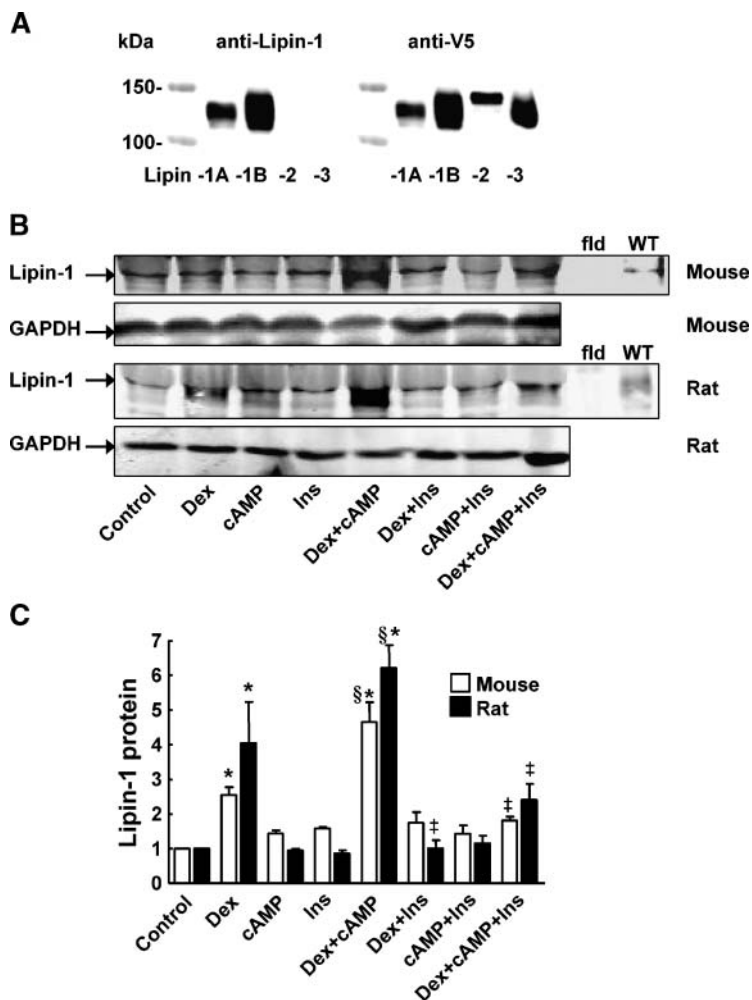 A
kDa anti-Lipin-1 anti-V5
150-
100-
Lipin -1A -1B -2 -3 -1A -1B -2 -3
B
fld WT
Lipin-1 Mouse
GAPDH Mouse
fld WT
Lipin-1 Rat
GAPDH Rat
Control Dex cAMP Ins Dex+cAMP Dex+Ins cAMP+Ins Dex+cAMP+Ins
C
Lipin-1 protein
7
6
5
4
3
2
1
0
* * §* §* ‡ ‡ ‡
Mouse
Rat
Control Dex cAMP Ins Dex+cAMP Dex+Ins cAMP+Ins Dex+cAMP+Ins